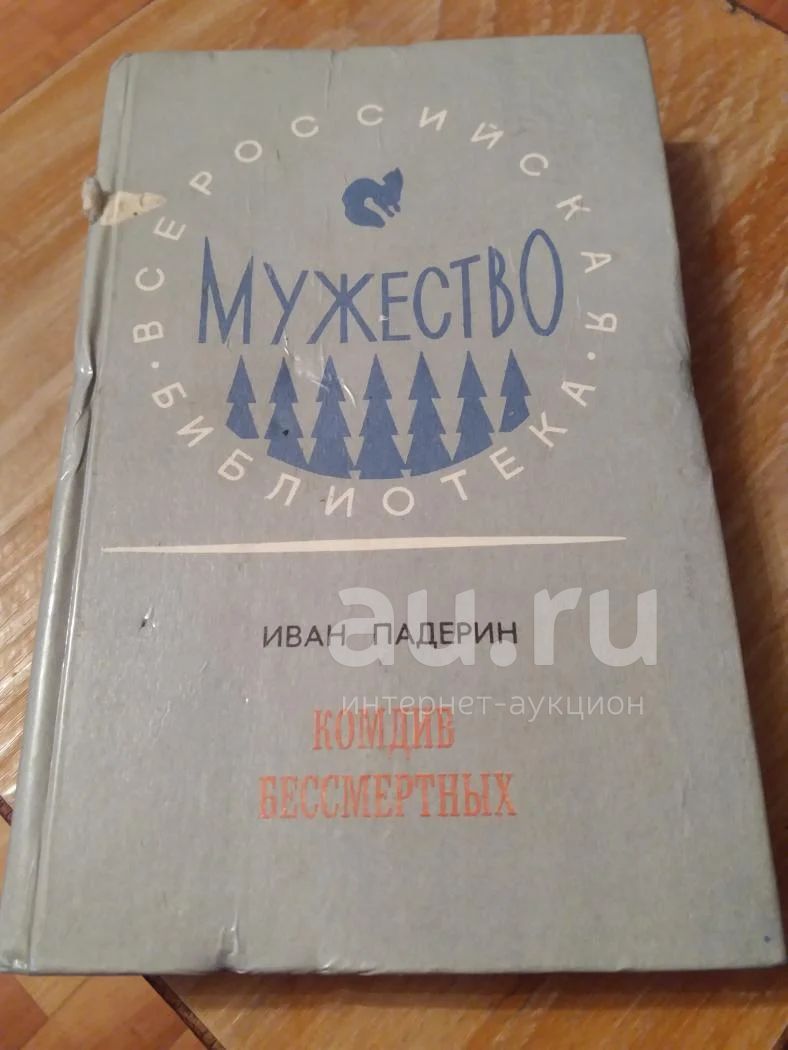 ВСЕРОССИЙСКАЯ
МУЖЕСТВО
• БИБЛИОТЕКА •
ИВАН ПАДЕРИН
au.ru
интернет-аукцион
КОМДИВ
БЕССМЕРТНЫХ